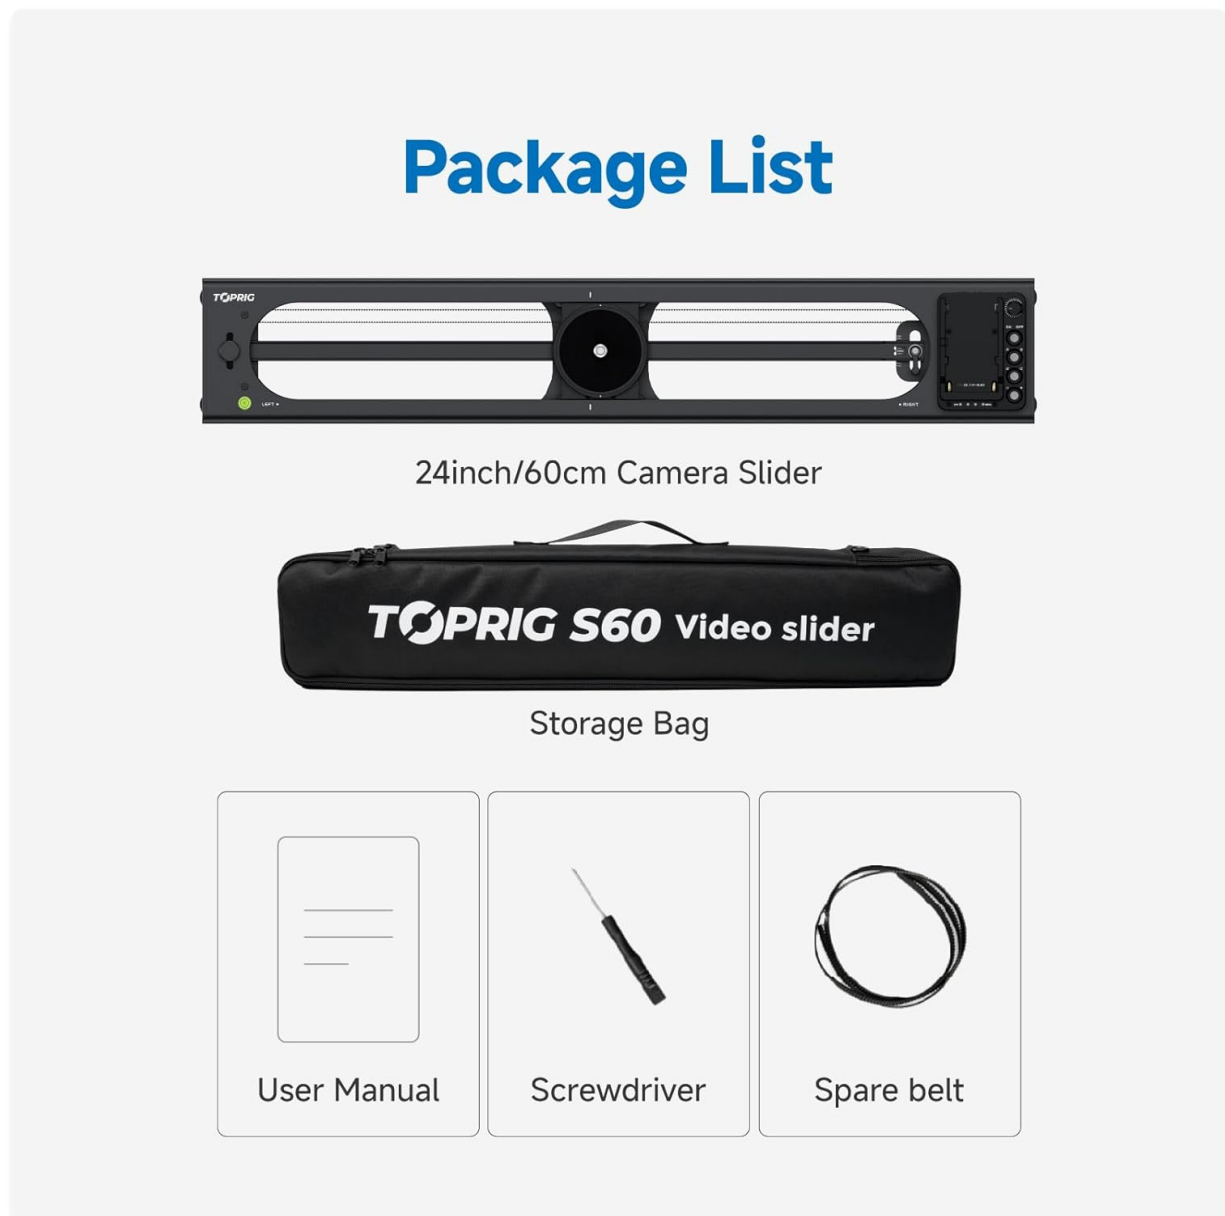 Package List
TOPRIG
LEFT
RIGHT
24inch/60cm Camera Slider
TOPRIG S60 Video slider
Storage Bag
User Manual
Screwdriver
Spare belt